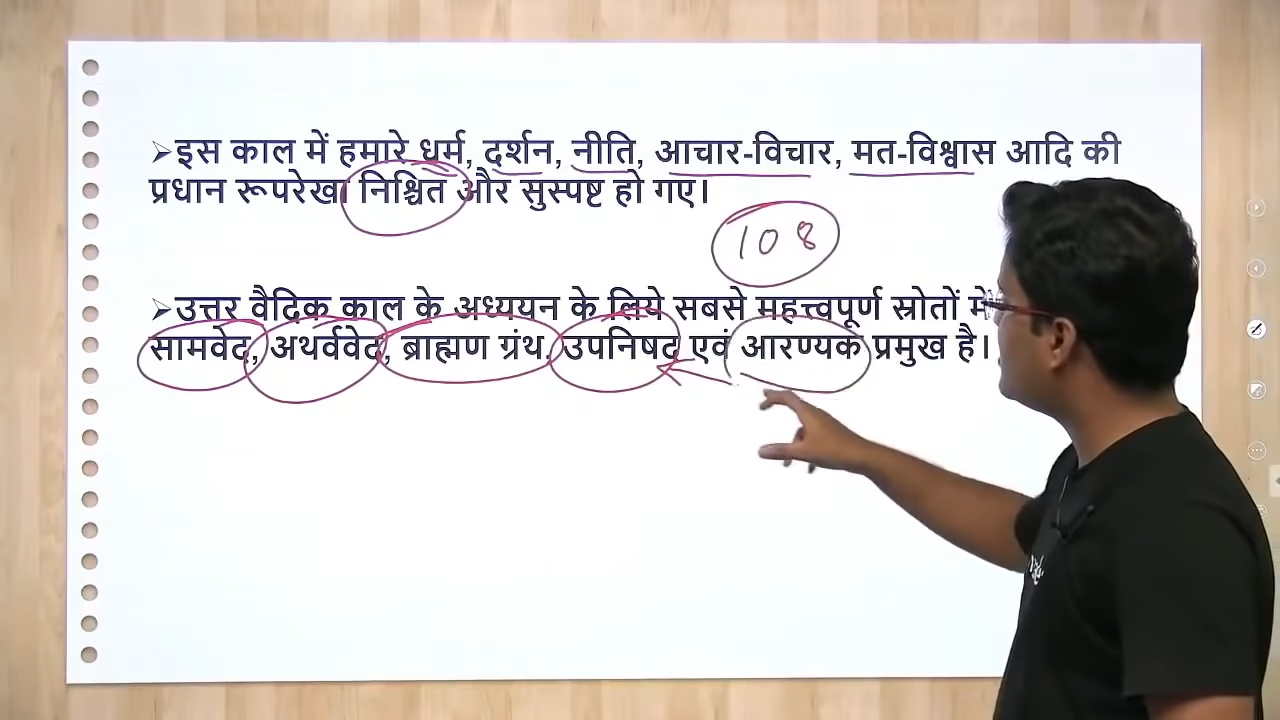 ➢इस काल में हमारे धर्म, दर्शन, नीति, आचार-विचार, मत-विश्वास आदि की
प्रधान रूपरेखा निश्चित और सुस्पष्ट हो गए।
108
➢उत्तर वैदिक काल के अध्ययन के लिये सबसे महत्त्वपूर्ण स्रोतों में
सामवेद, अथर्ववेद, ब्राह्मण ग्रंथ, उपनिषद एवं आरण्यक प्रमुख है।